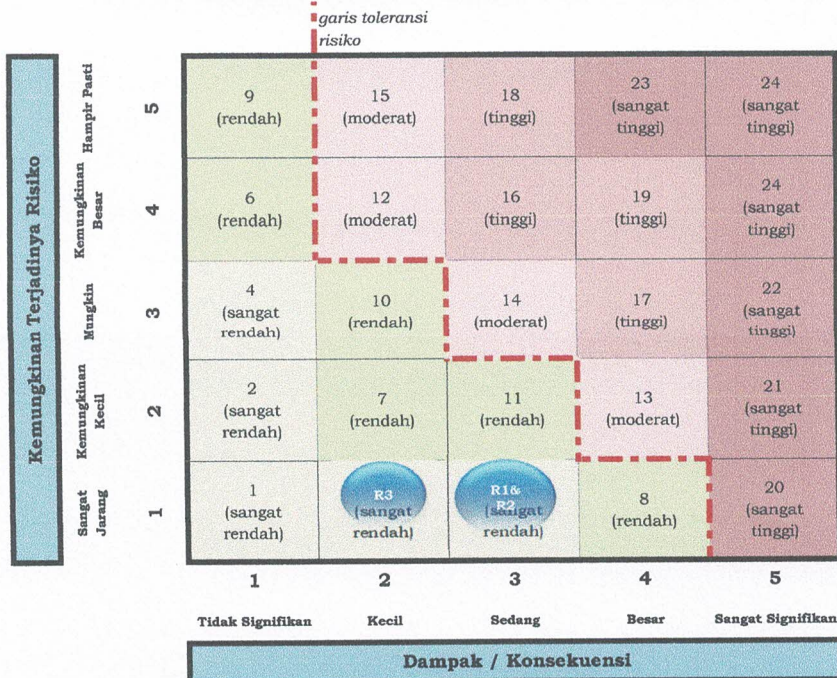 garis toleransi
risiko
Kemungkinan Terjadinya Risiko
Hampir Pasti
5
9
(rendah)
15
(moderat)
18
(tinggi)
23
(sangat
tinggi)
24
(sangat
tinggi)
Kemungkinan
Besar
4
6
(rendah)
12
(moderat)
16
(tinggi)
19
(tinggi)
24
(sangat
tinggi)
Mungkin
3
4
(sangat
rendah)
10
(rendah)
14
(moderat)
17
(tinggi)
22
(sangat
tinggi)
Kemungkinan
Kecil
2
2
(sangat
rendah)
7
(rendah)
11
(rendah)
13
(moderat)
21
(sangat
tinggi)
Sangat
Jarang
1
1
(sangat
rendah)
R3
(sangat
rendah)
R1&
R2
(sangat
rendah)
8
(rendah)
20
(sangat
tinggi)
1
2
3
4
5
Tidak Signifikan
Kecil
Sedang
Besar
Sangat Signifikan
Dampak / Konsekuensi